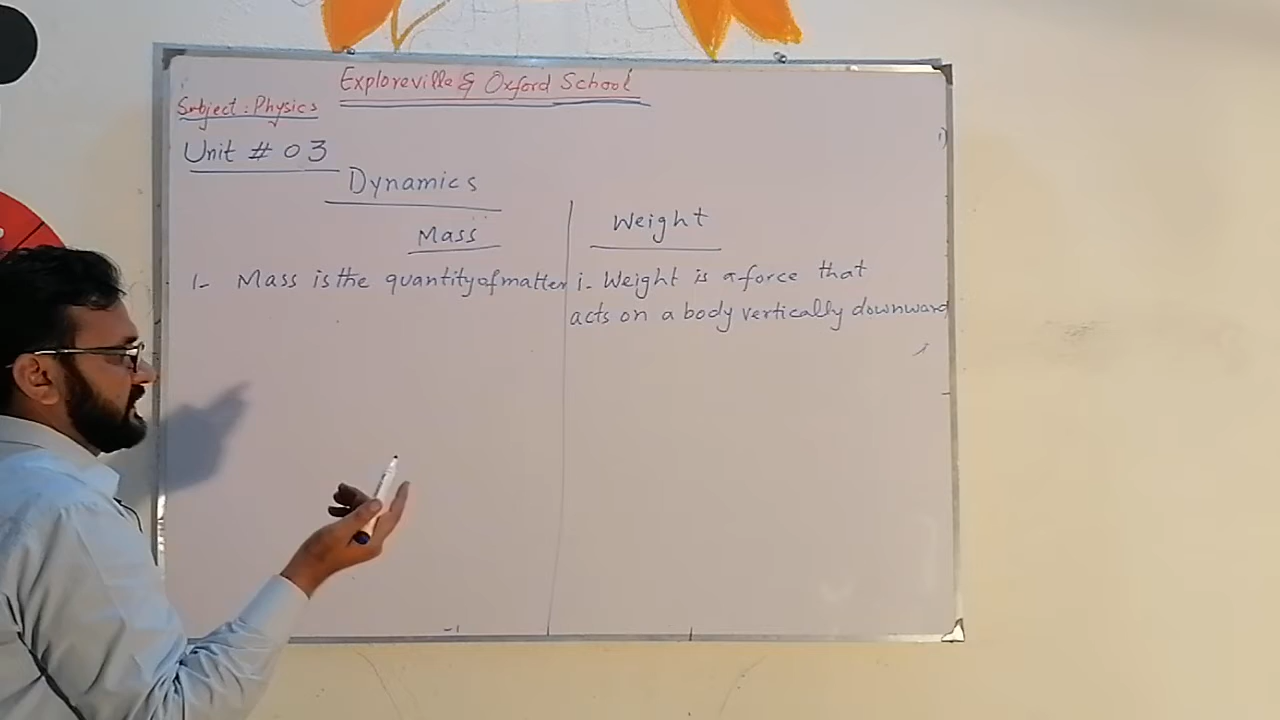 Exploreville & Oxford School
Subject: Physics
Unit # 03
Dynamics
Mass
Weight
1- Mass is the quantity of matter
i- Weight is a force that
acts on a body vertically downward
i)